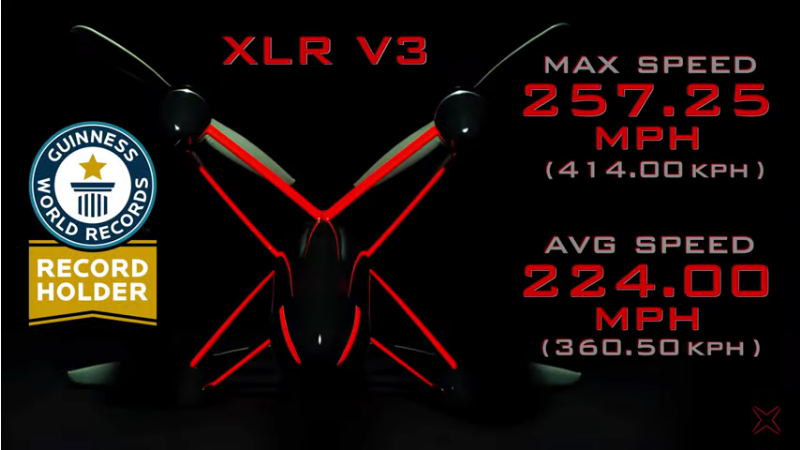 XLR V3
MAX SPEED
257.25
MPH
(414.00 KPH)
GUINNESS
WORLD RECORDS
RECORD
HOLDER
AVG SPEED
224.00
MPH
(360.50 KPH)